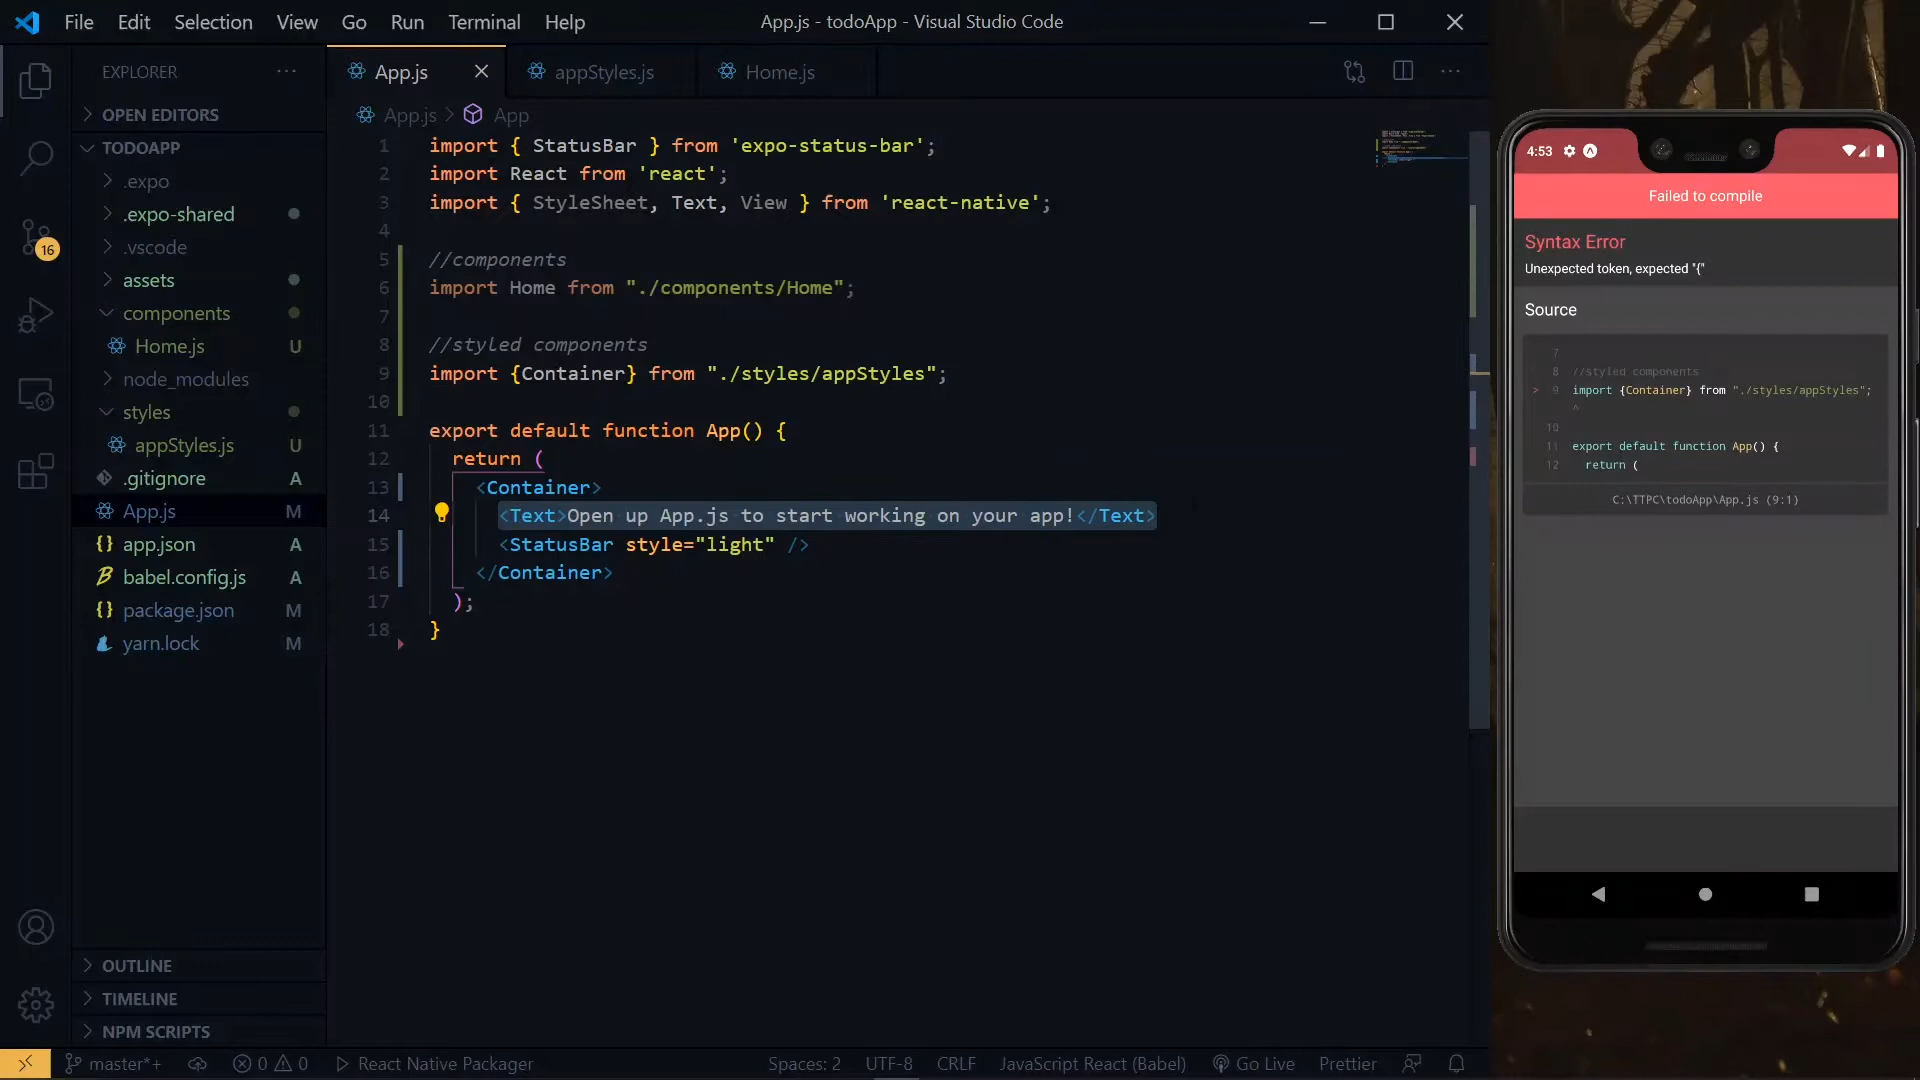 File Edit Selection View Go Run Terminal Help
App.js - todoApp - Visual Studio Code
EXPLORER
OPEN EDITORS
TODOAPP
.expo
.expo-shared
.vscode
assets
components
Home.js U
node_modules
styles
appStyles.js U
.gitignore A
App.js M
app.json A
babel.config.js A
package.json M
yarn.lock M
OUTLINE
TIMELINE
NPM SCRIPTS
16
App.js
appStyles.js
Home.js
App.js > App
1 import { StatusBar } from 'expo-status-bar';
2 import React from 'react';
3 import { StyleSheet, Text, View } from 'react-native';
4
5 //components
6 import Home from "./components/Home";
7
8 //styled components
9 import {Container} from "./styles/appStyles";
10
11 export default function App() {
12 return (
13 <Container>
14 <Text>Open up App.js to start working on your app!</Text>
15 <StatusBar style="light" />
16 </Container>
17 );
18 }
master*+ 0 0 React Native Packager
Spaces: 2 UTF-8 CRLF JavaScript React (Babel) Go Live Prettier
4:53
Failed to compile
Syntax Error
Unexpected token, expected "{"
Source
7
8 //styled components
> 9 import {Container} from "./styles/appStyles";
^
10
11 export default function App() {
12 return (
C:\TTPC\todoApp\App.js (9:1)